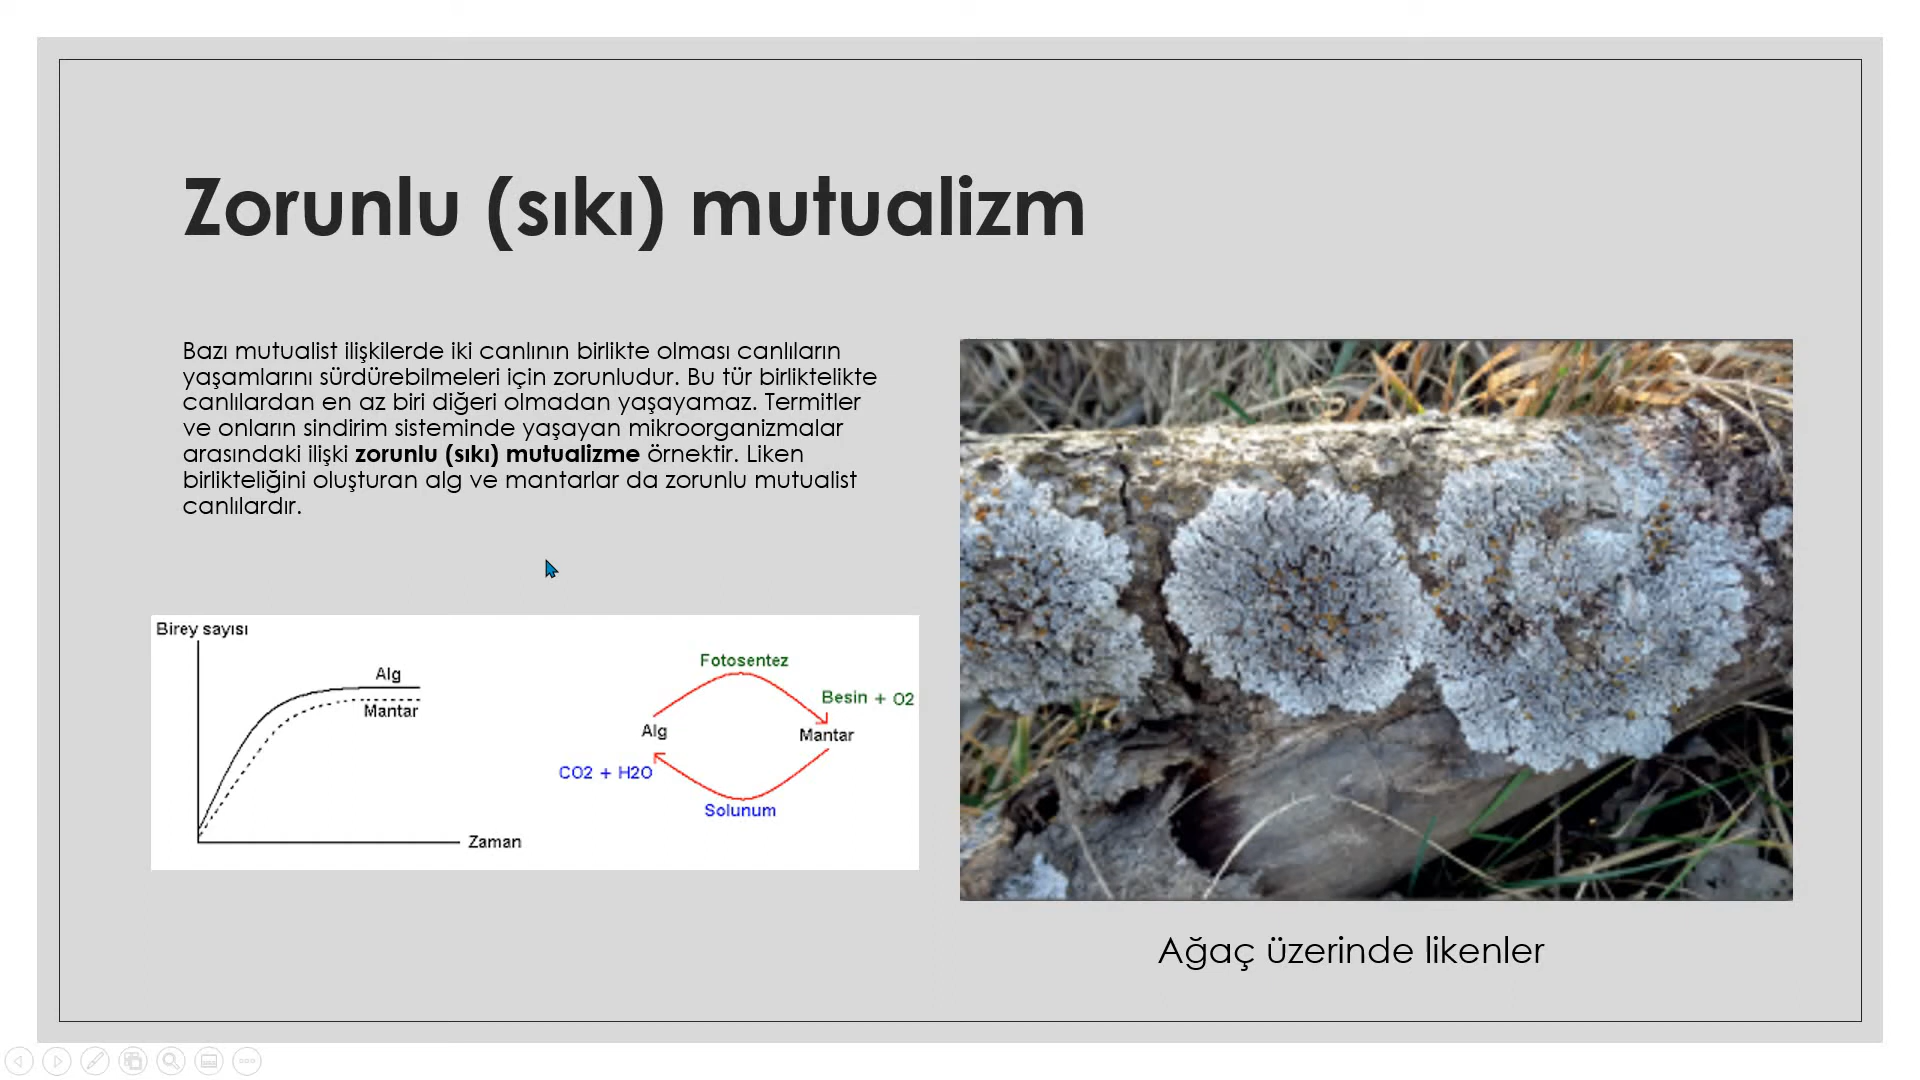 Zorunlu (sıkı) mutualizm
Bazı mutualist ilişkilerde iki canlının birlikte olması canlıların
yaşamlarını sürdürebilmeleri için zorunludur. Bu tür birliktelikte
canlılardan en az biri diğeri olmadan yaşayamaz. Termitler
ve onların sindirim sisteminde yaşayan mikroorganizmalar
arasındaki ilişki zorunlu (sıkı) mutualizme örnektir. Liken
birlikteliğini oluşturan alg ve mantarlar da zorunlu mutualist
canlılardır.
Birey sayısı
Alg
Mantar
Zaman
Fotosentez
Besin + O2
Alg
Mantar
CO2 + H2O
Solunum
Ağaç üzerinde likenler